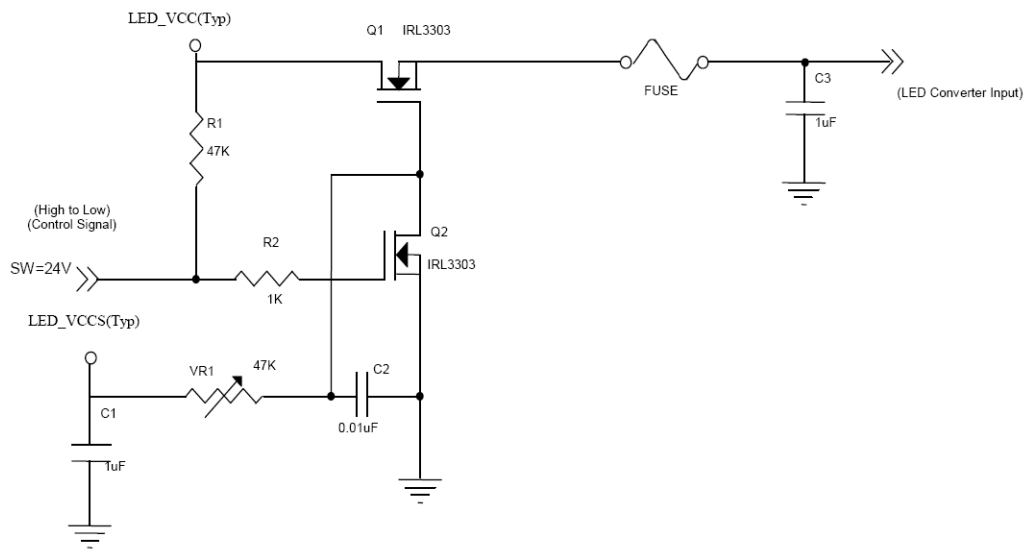 LED_VCC(Typ)
Q1 IRL3303
FUSE
C3
1uF
(LED Converter Input)
R1
47K
(High to Low)
(Control Signal)
SW=24V
R2
1K
Q2
IRL3303
LED_VCCS(Typ)
VR1
47K
C2
0.01uF
C1
1uF